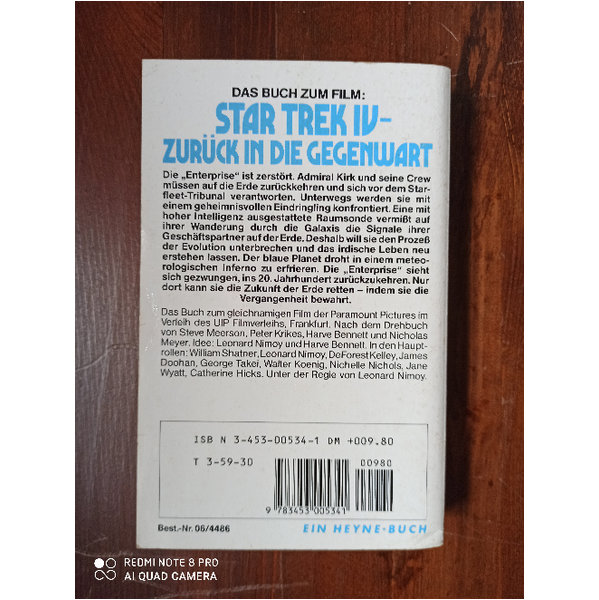 DAS BUCH ZUM FILM:
STAR TREK IV–
ZURÜCK IN DIE GEGENWART
Die „Enterprise" ist zerstört. Admiral Kirk und seine Crew
müssen auf die Erde zurückkehren und sich vor dem Star-
fleet-Tribunal verantworten. Unterwegs werden sie mit
einem geheimnisvollen Eindringling konfrontiert. Eine mit
hoher Intelligenz ausgestattete Raumsonde vermißt auf
ihrer Wanderung durch die Galaxis die Signale ihrer
Geschäftspartner auf der Erde. Deshalb will sie den Prozeß
der Evolution unterbrechen und das irdische Leben neu
erstehen lassen. Der blaue Planet droht in einem meteo-
rologischen Inferno zu erfrieren. Die „Enterprise" sieht
sich gezwungen, ins 20. Jahrhundert zurückzukehren. Nur
dort kann sie die Zukunft der Erde retten – indem sie die
Vergangenheit bewahrt.
Das Buch zum gleichnamigen Film der Paramount Pictures im
Verleih des UIP Filmverleihs, Frankfurt. Nach dem Drehbuch
von Steve Meerson, Peter Krikes, Harve Bennett und Nicholas
Meyer. Idee: Leonard Nimoy und Harve Bennett. In den Haupt-
rollen: William Shatner, Leonard Nimoy, DeForest Kelley, James
Doohan, George Takei, Walter Koenig, Nichelle Nichols, Jane
Wyatt, Catherine Hicks. Unter der Regie von Leonard Nimoy.
ISB N 3-453-00534-1 DM +009.80
T 3-59-30 00980
9 783453 005341
Best.-Nr. 06/4486 EIN HEYNE-BUCH
REDMI NOTE 8 PRO
AI QUAD CAMERA